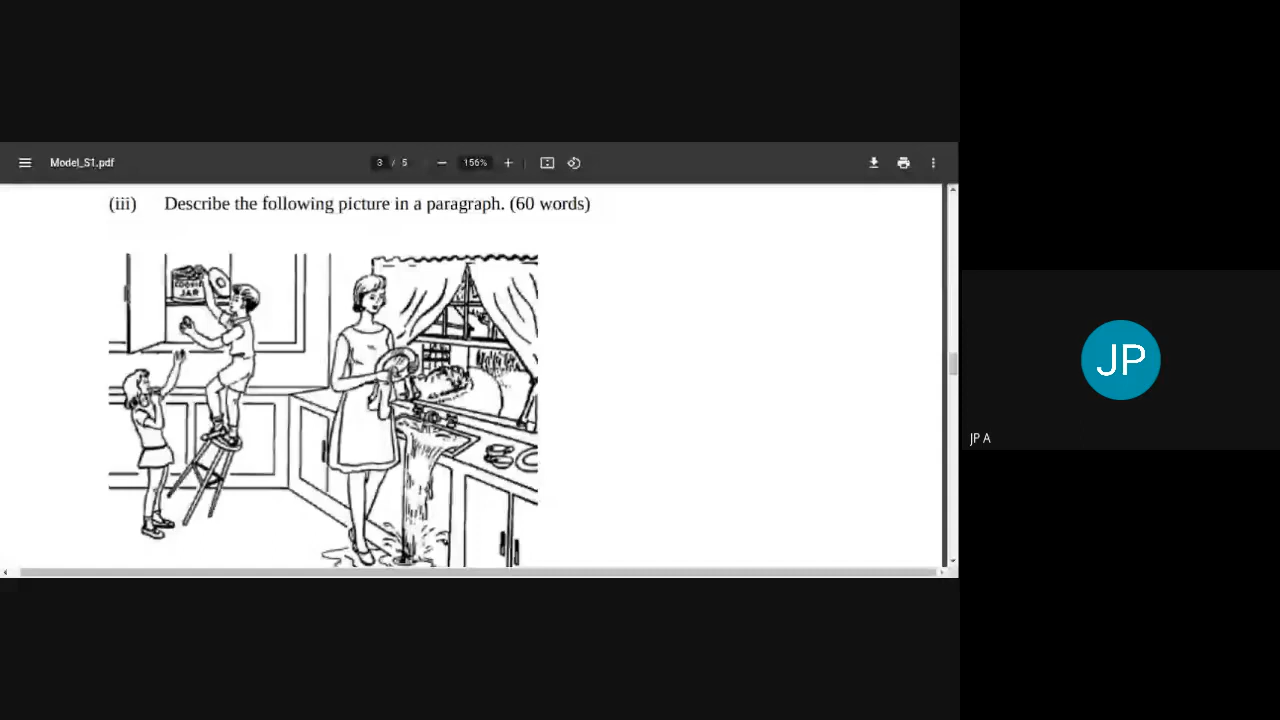 Model_S1.pdf
3 / 5
156%
(iii) Describe the following picture in a paragraph. (60 words)
COOKIE
JAR
JP
JP A